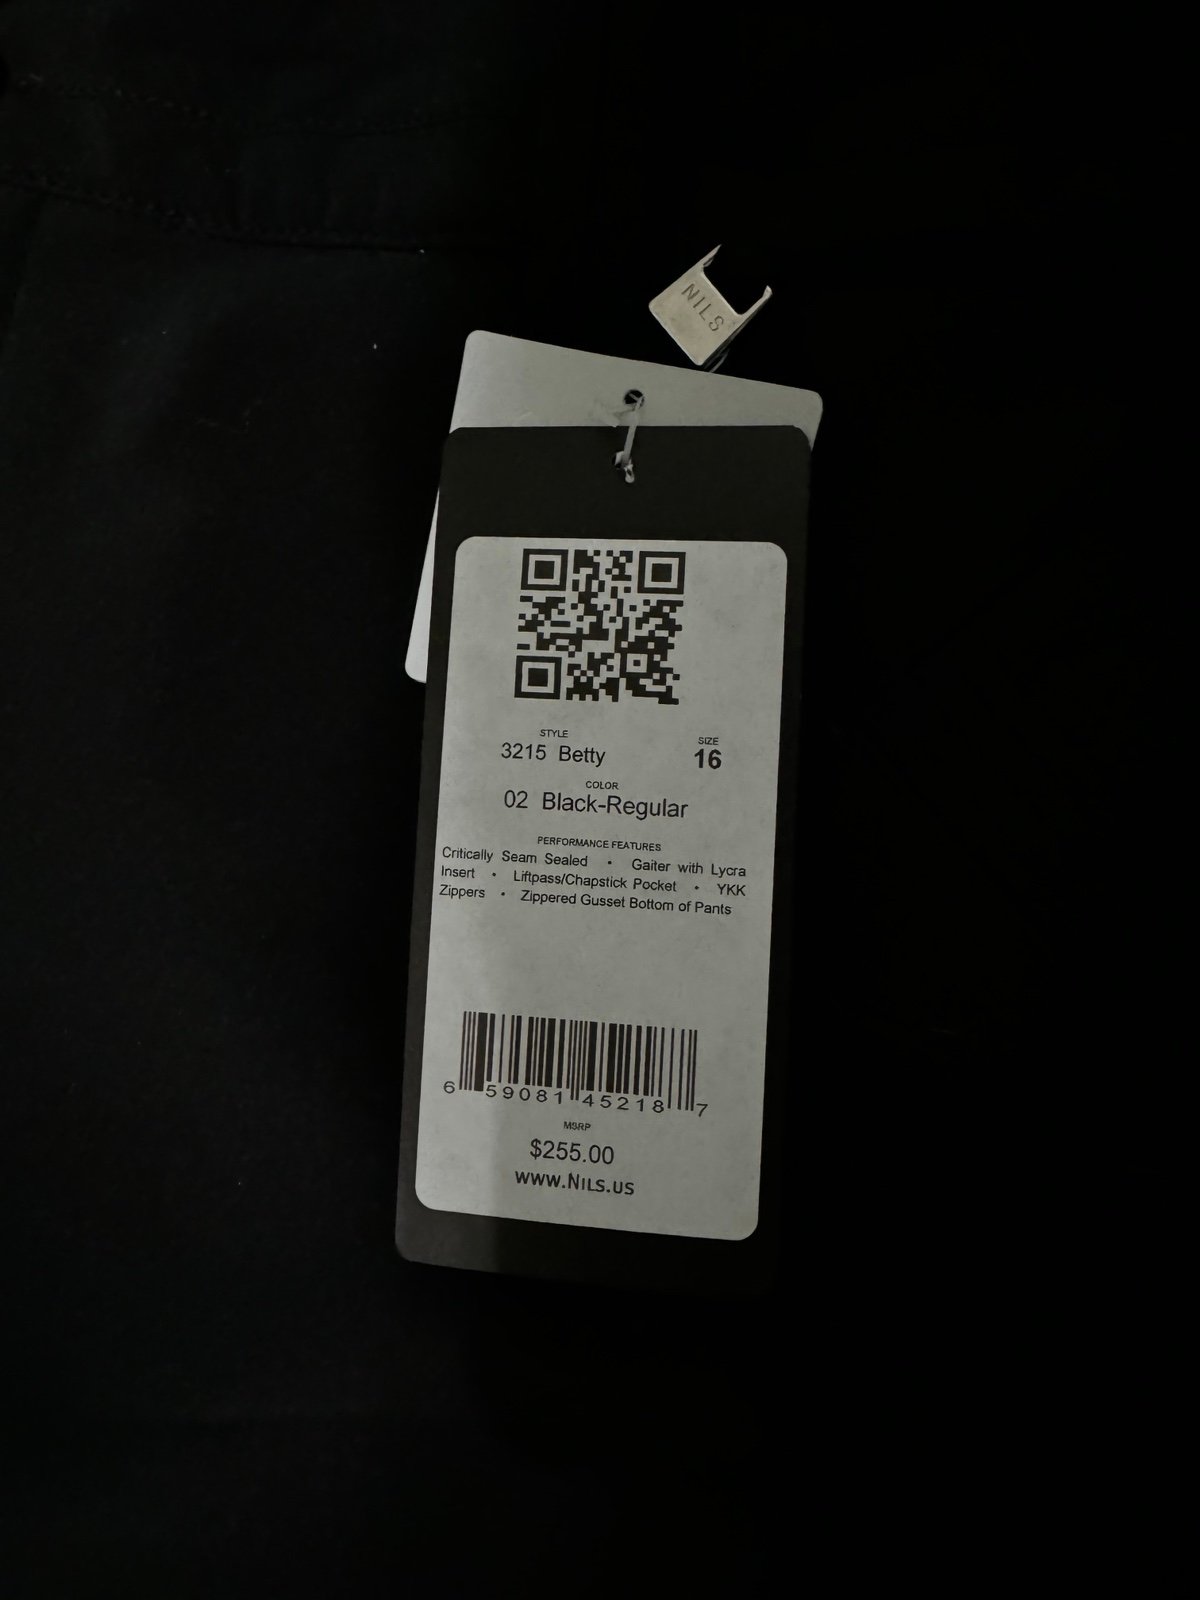 NILS
STYLE
3215 Betty
SIZE
16
COLOR
02 Black-Regular
PERFORMANCE FEATURES
Critically Seam Sealed • Gaiter with Lycra
Insert • Liftpass/Chapstick Pocket • YKK
Zippers • Zippered Gusset Bottom of Pants
6 59081 45218 7
MSRP
$255.00
www.Nils.us